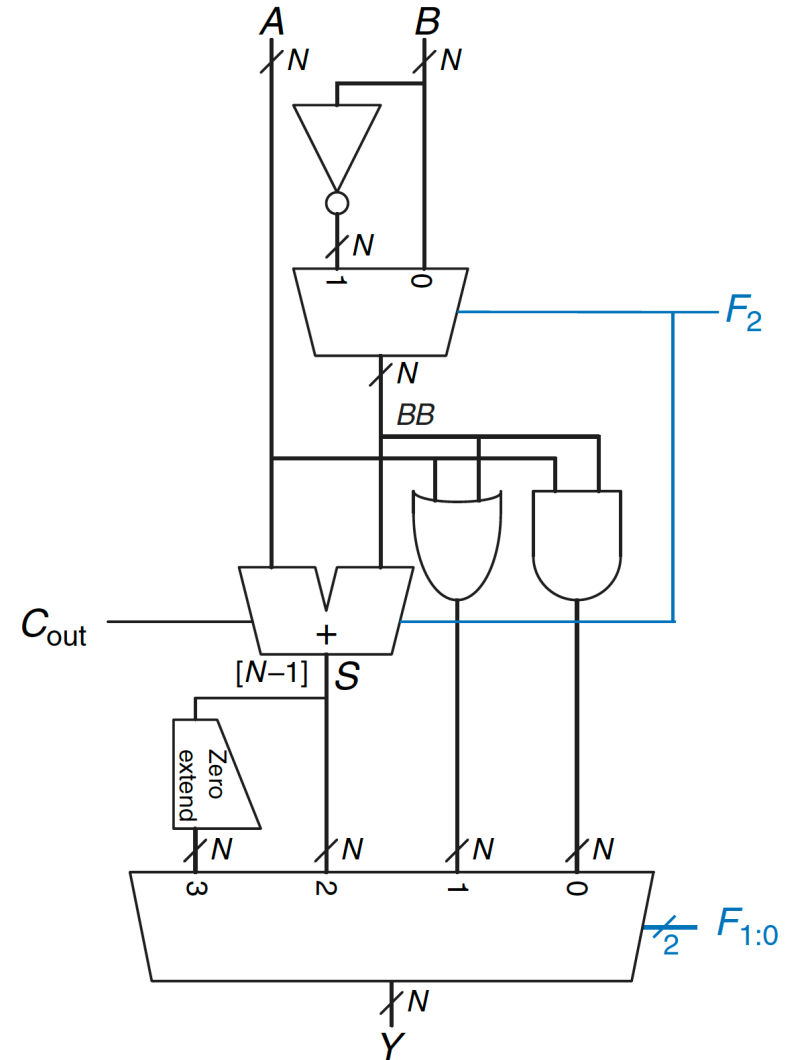 A B
N N
N
1 0
F2
N
BB
Cout
+
[N–1] S
Zero
extend
N N N N
3 2 1 0
F1:0
2
N
Y